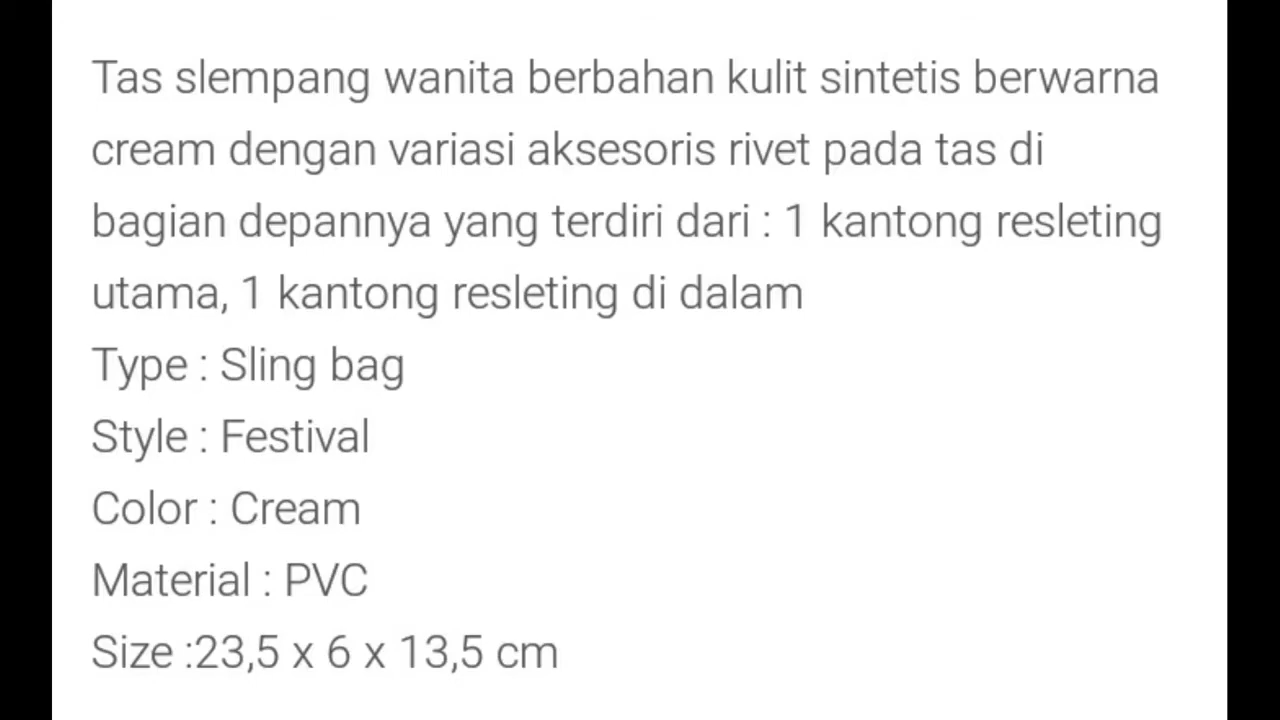 Tas slempang wanita berbahan kulit sintetis berwarna
cream dengan variasi aksesoris rivet pada tas di
bagian depannya yang terdiri dari : 1 kantong resleting
utama, 1 kantong resleting di dalam
Type : Sling bag
Style : Festival
Color : Cream
Material : PVC
Size :23,5 x 6 x 13,5 cm